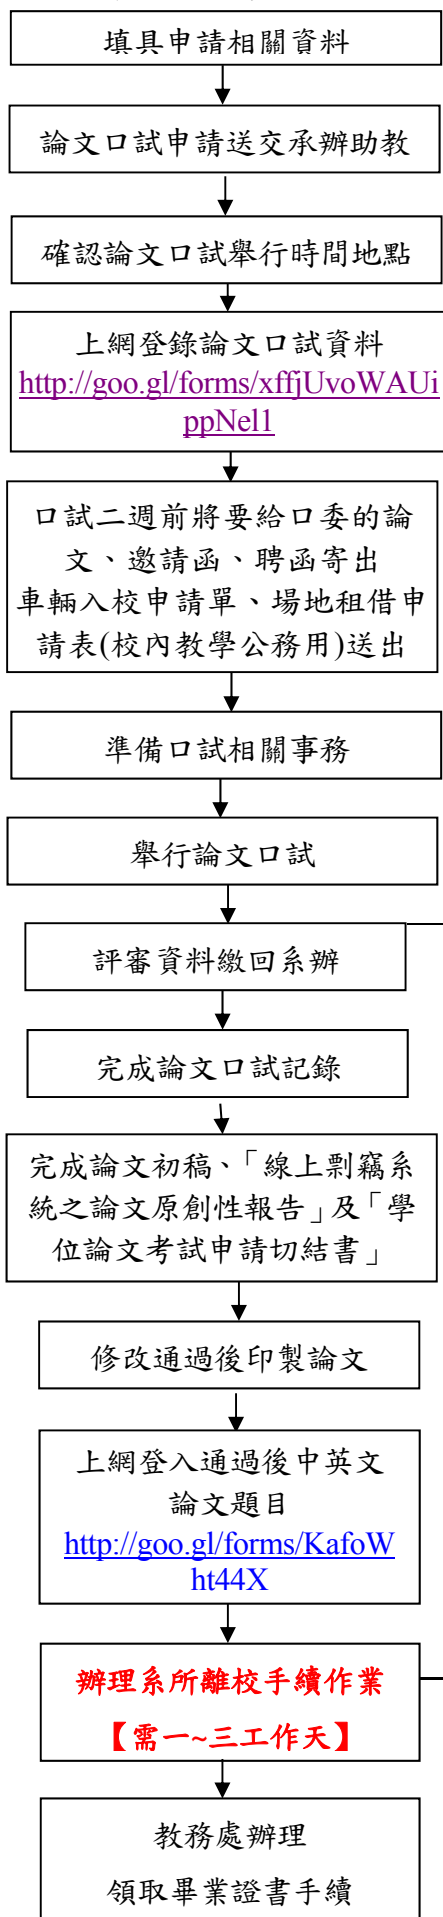 填具申請相關資料
論文口試申請送交承辦助教
確認論文口試舉行時間地點
上網登錄論文口試資料
http://goo.gl/forms/xffjUvoWAUi
ppNel1
口試二週前將要給口委的論
文、邀請函、聘函寄出
車輛入校申請單、場地租借申
請表(校內教學公務用)送出
準備口試相關事務
舉行論文口試
評審資料繳回系辦
完成論文口試記錄
完成論文初稿、「線上剽竊系
統之論文原創性報告」及「學
位論文考試申請切結書」
修改通過後印製論文
上網登入通過後中英文
論文題目
http://goo.gl/forms/KafoW
ht44X
辦理系所離校手續作業
【需一~三工作天】
教務處辦理
領取畢業證書手續